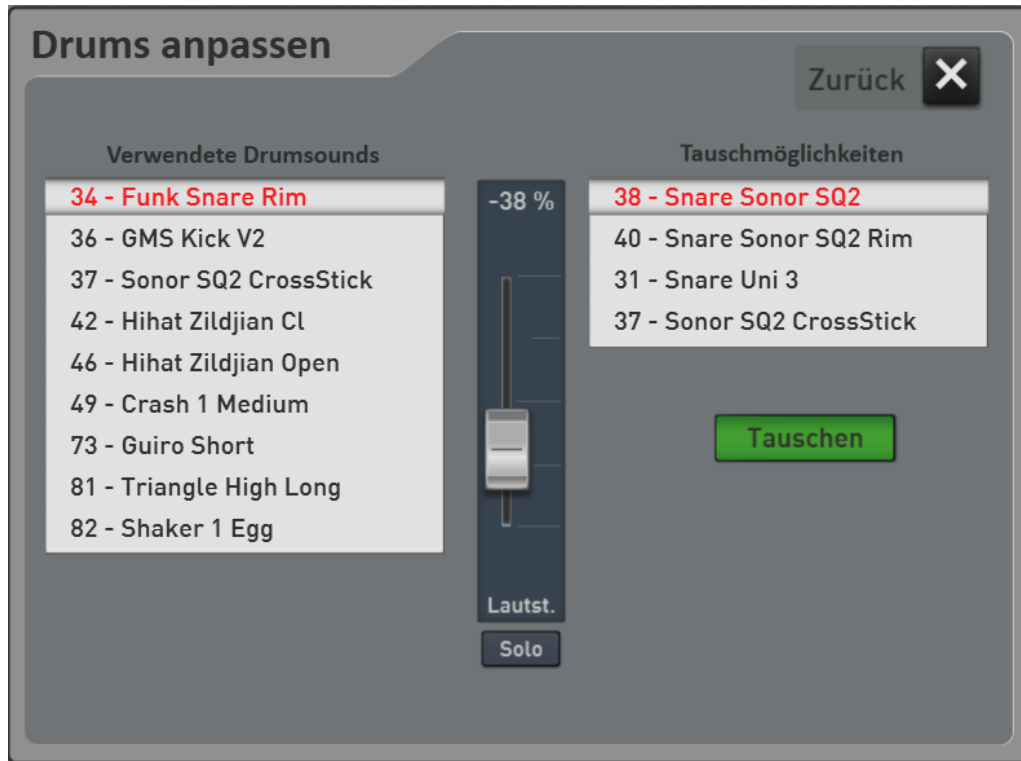 Drums anpassen
Zurück
Verwendete Drumsounds
34 - Funk Snare Rim
36 - GMS Kick V2
37 - Sonor SQ2 CrossStick
42 - Hihat Zildjian Cl
46 - Hihat Zildjian Open
49 - Crash 1 Medium
73 - Guiro Short
81 - Triangle High Long
82 - Shaker 1 Egg
-38 %
Lautst.
Solo
Tauschmöglichkeiten
38 - Snare Sonor SQ2
40 - Snare Sonor SQ2 Rim
31 - Snare Uni 3
37 - Sonor SQ2 CrossStick
Tauschen